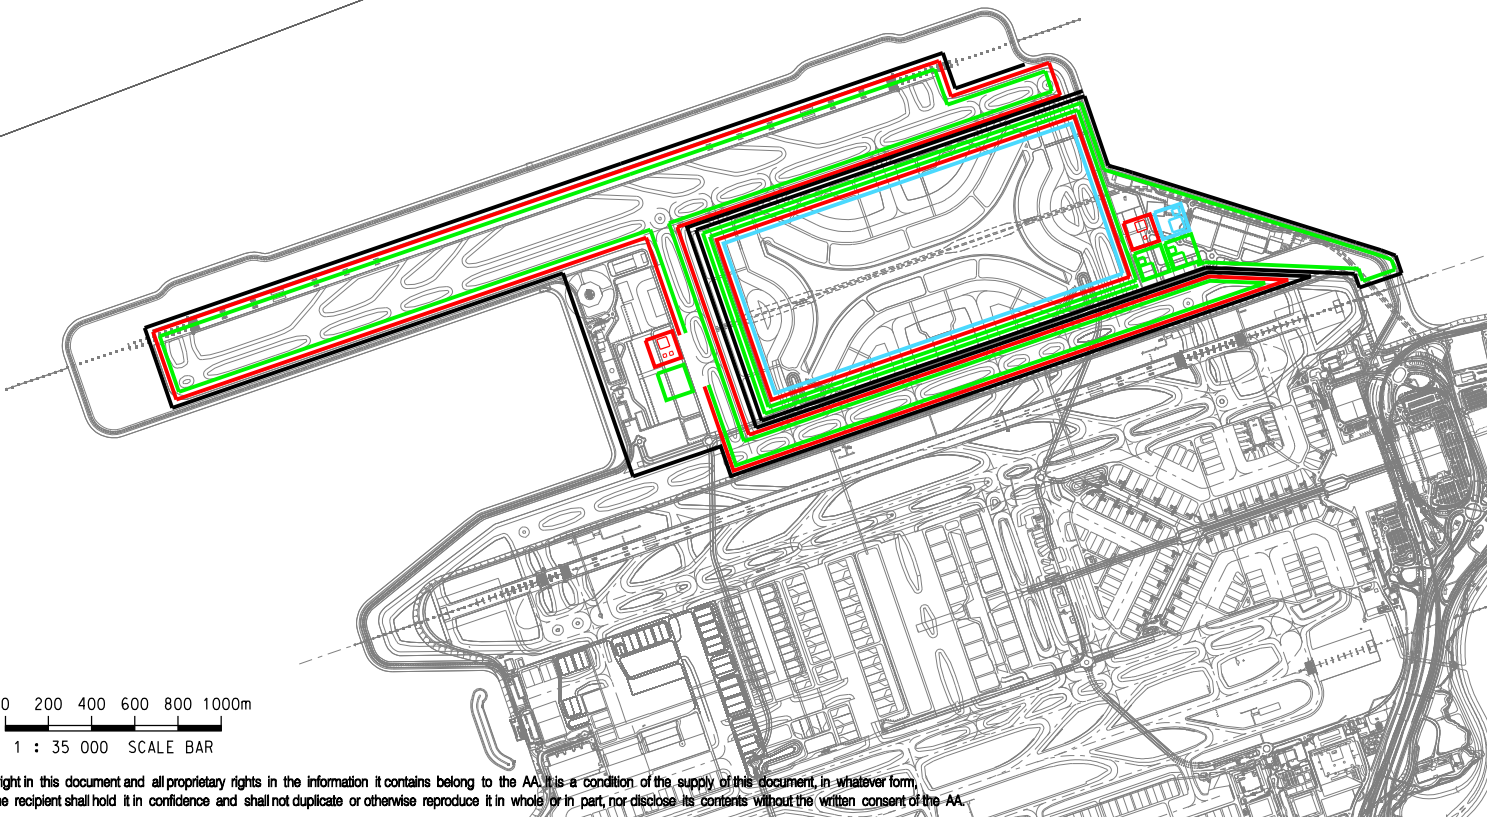 0 200 400 600 800 1000m
1 : 35 000 SCALE BAR
right in this document and all proprietary rights in the information it contains belong to the AA. It is a condition of the supply of this document, in whatever form,
he recipient shall hold it in confidence and shall not duplicate or otherwise reproduce it in whole or in part, nor disclose its contents without the written consent of the AA.